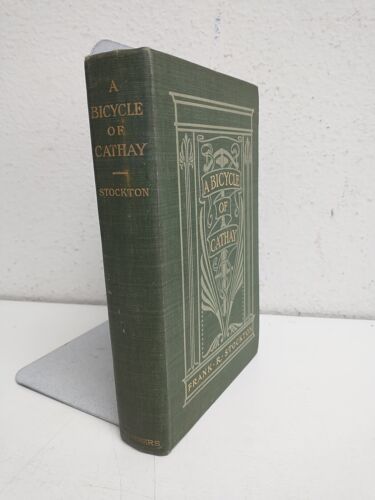 A
BICYCLE
OF
CATHAY
STOCKTON
A BICYCLE
OF
CATHAY
FRANK·R·STOCKTON